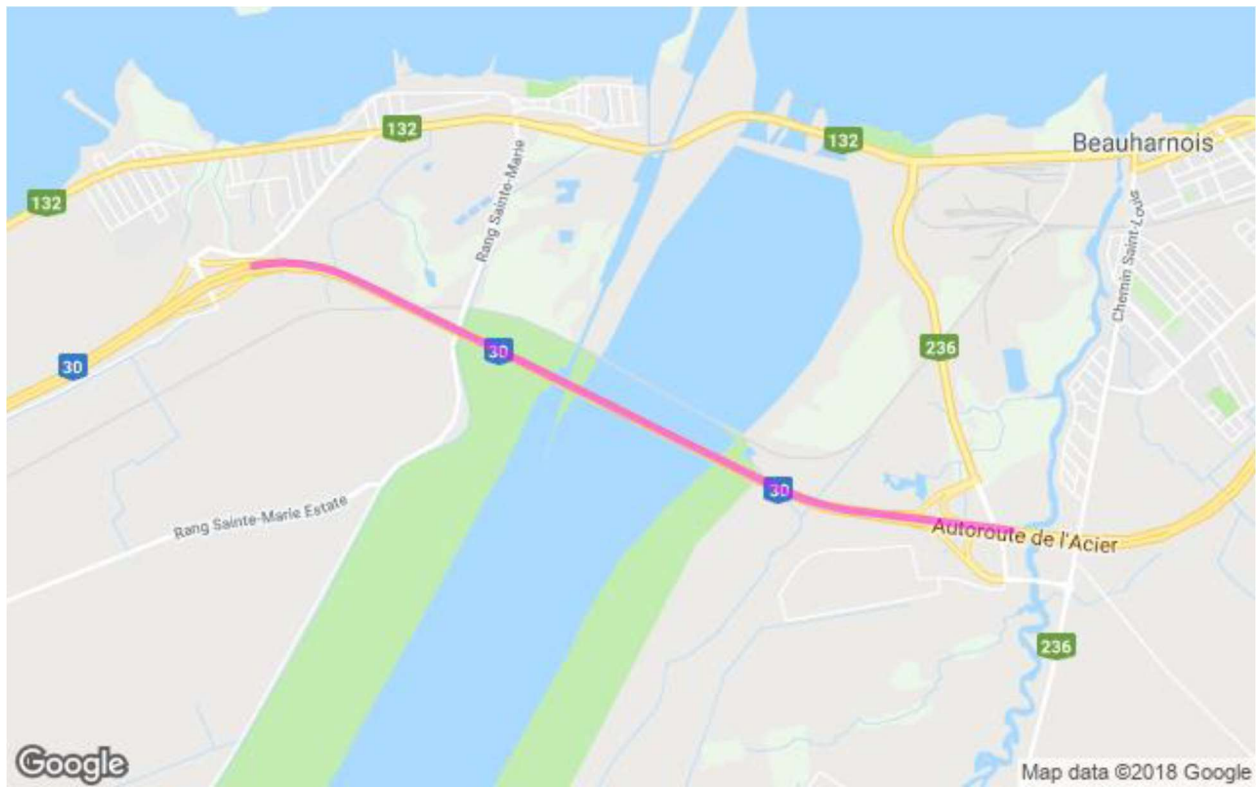 132
132
Beauharnois
132
Rang Sainte-Marie
Chemin Saint-Louis
30
236
30
30
Rang Sainte-Marie Estate
Autoroute de l'Acier
236
Google
Map data ©2018 Google